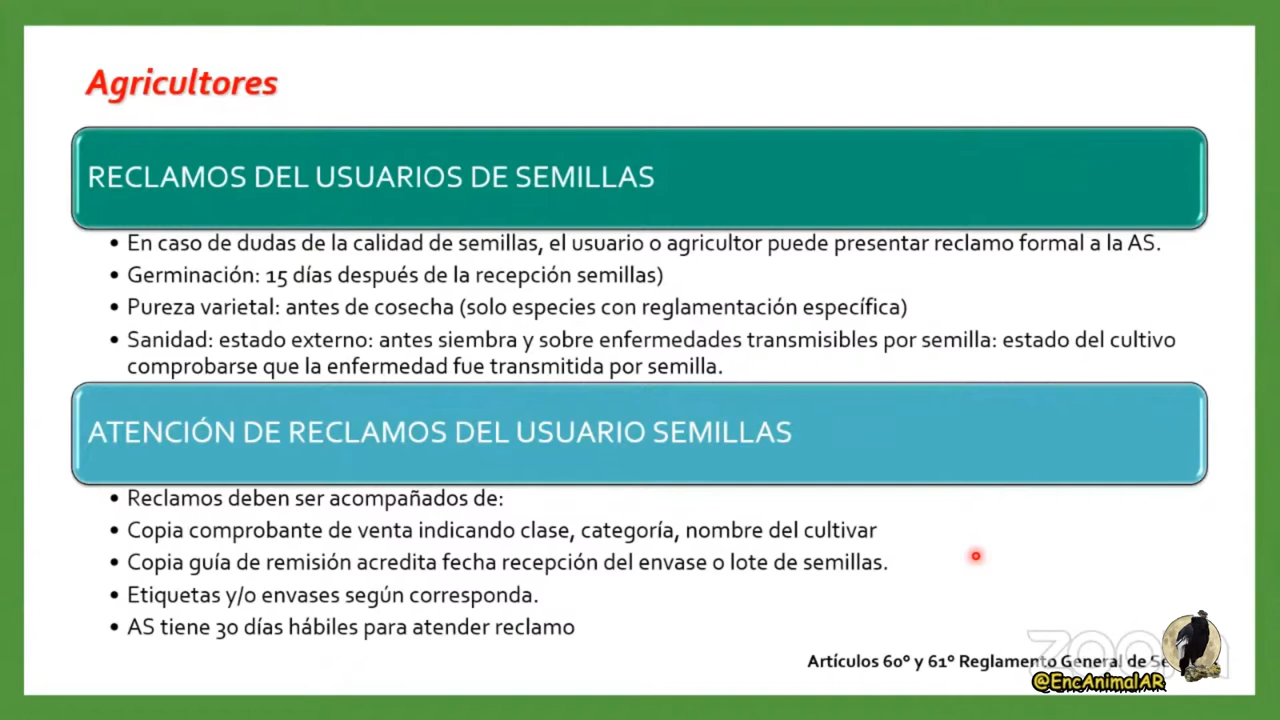 Agricultores
RECLAMOS DEL USUARIOS DE SEMILLAS
• En caso de dudas de la calidad de semillas, el usuario o agricultor puede presentar reclamo formal a la AS.
• Germinación: 15 días después de la recepción semillas)
• Pureza varietal: antes de cosecha (solo especies con reglamentación específica)
• Sanidad: estado externo: antes siembra y sobre enfermedades transmisibles por semilla: estado del cultivo
comprobarse que la enfermedad fue transmitida por semilla.
ATENCIÓN DE RECLAMOS DEL USUARIO SEMILLAS
• Reclamos deben ser acompañados de:
• Copia comprobante de venta indicando clase, categoría, nombre del cultivar
• Copia guía de remisión acredita fecha recepción del envase o lote de semillas.
• Etiquetas y/o envases según corresponda.
• AS tiene 30 días hábiles para atender reclamo
Artículos 60º y 61º Reglamento General de
@EncAnimalAR